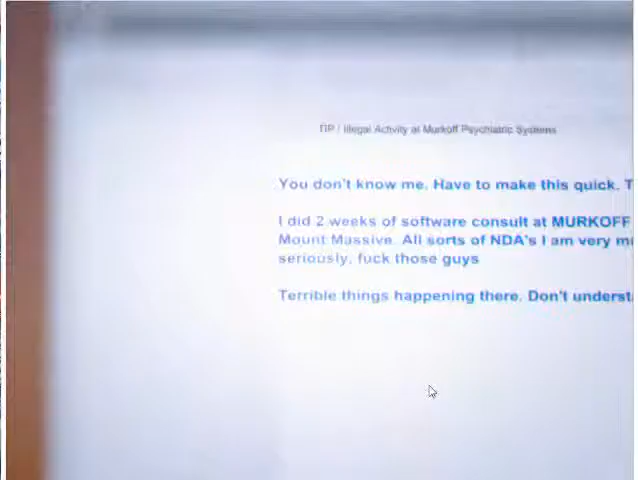 TIP / Illegal Activity at Murkoff Psychiatric Systems
You don't know me. Have to make this quick. T
I did 2 weeks of software consult at MURKOFF
Mount Massive. All sorts of NDA's I am very m
seriously, fuck those guys
Terrible things happening there. Don't underst